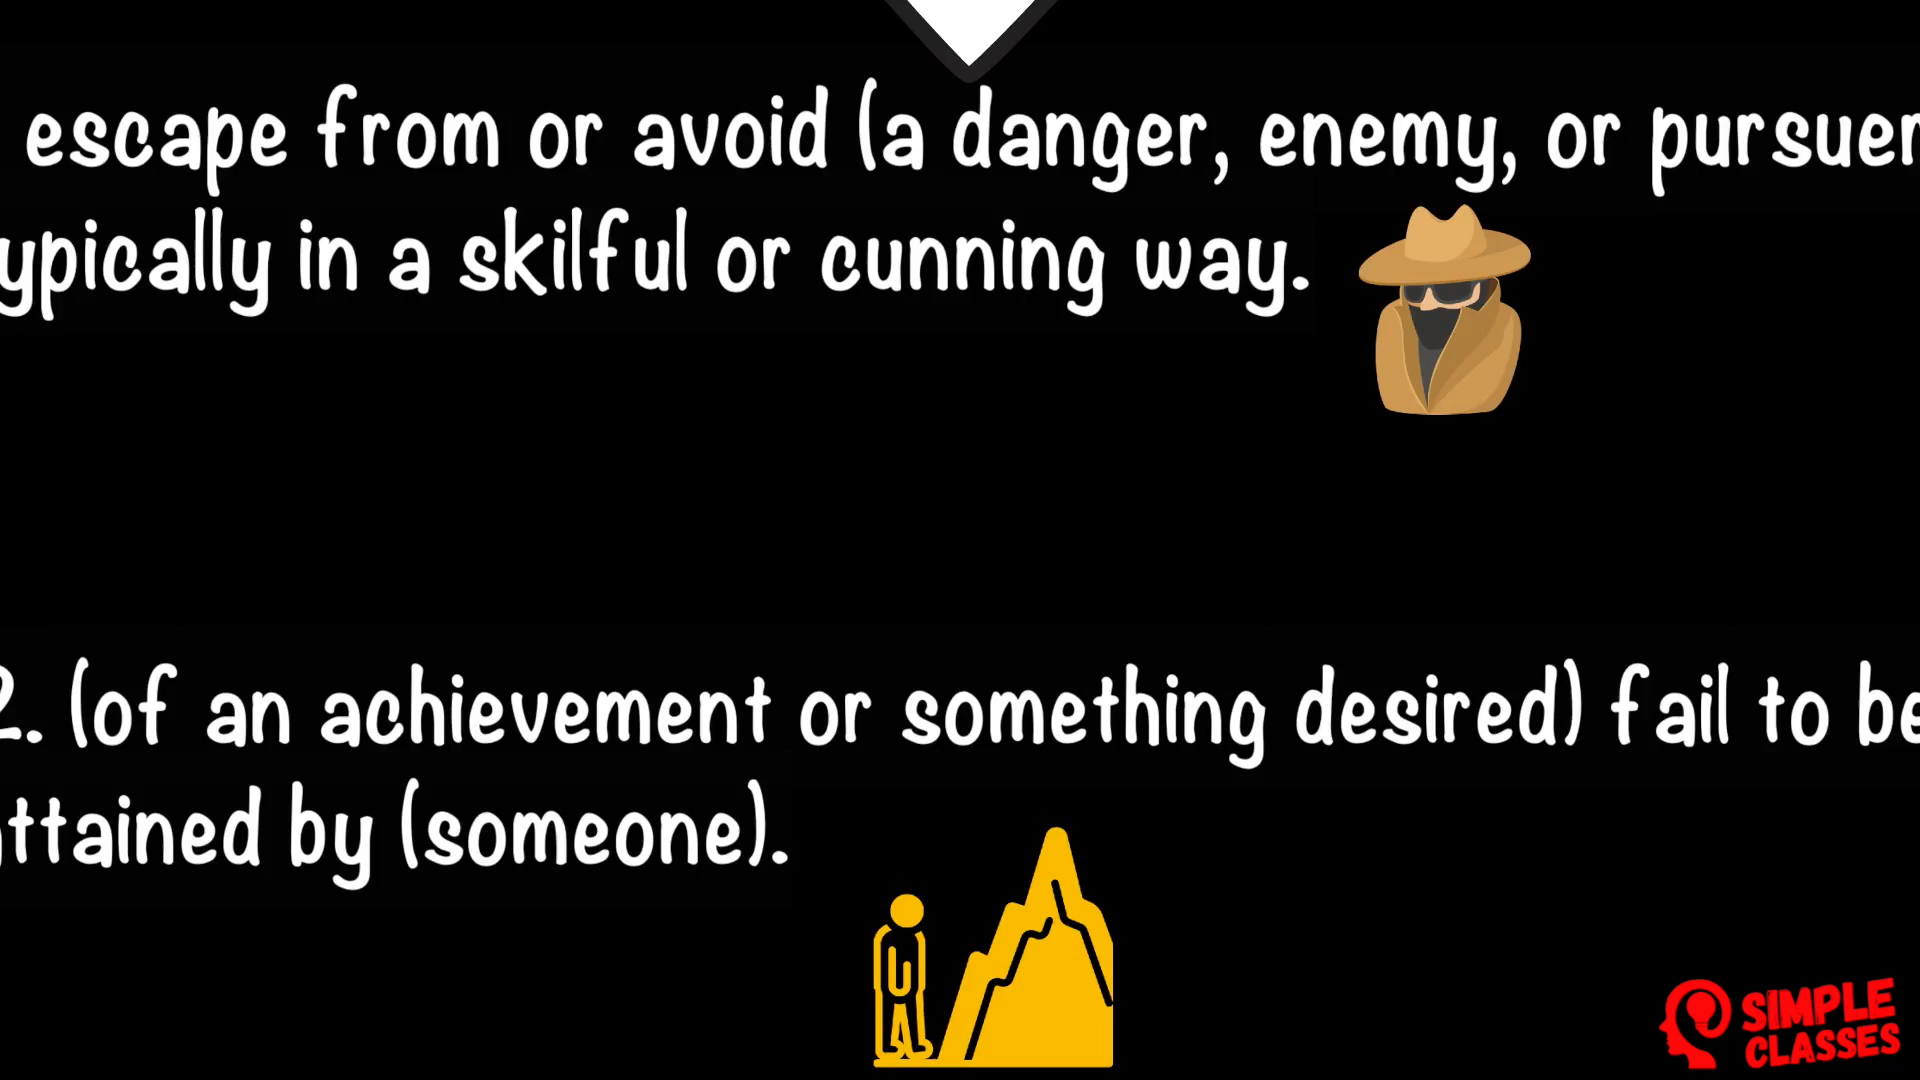 escape from or avoid (a danger, enemy, or pursuer
ypically in a skilful or cunning way.
2. (of an achievement or something desired) fail to be
ttained by (someone).
SIMPLE
CLASSES